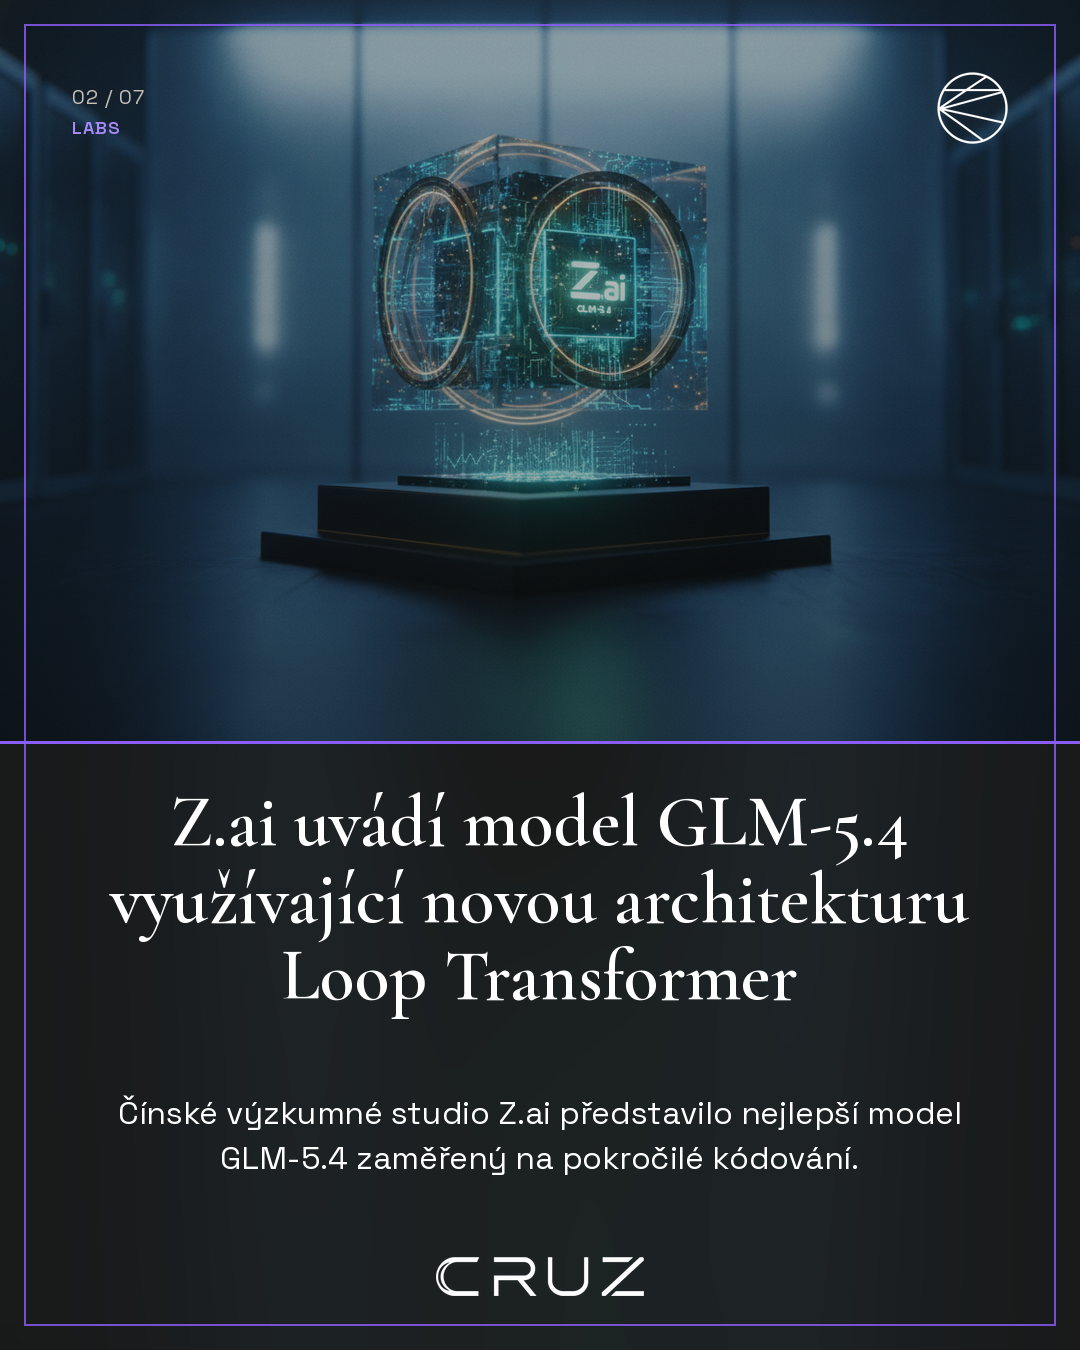 02 / 07
LABS
Z.ai
Z.ai uvádí model GLM-5.4
využívající novou architekturu
Loop Transformer
Čínské výzkumné studio Z.ai představilo nejlepší model
GLM-5.4 zaměřený na pokročilé kódování.
CRUZ